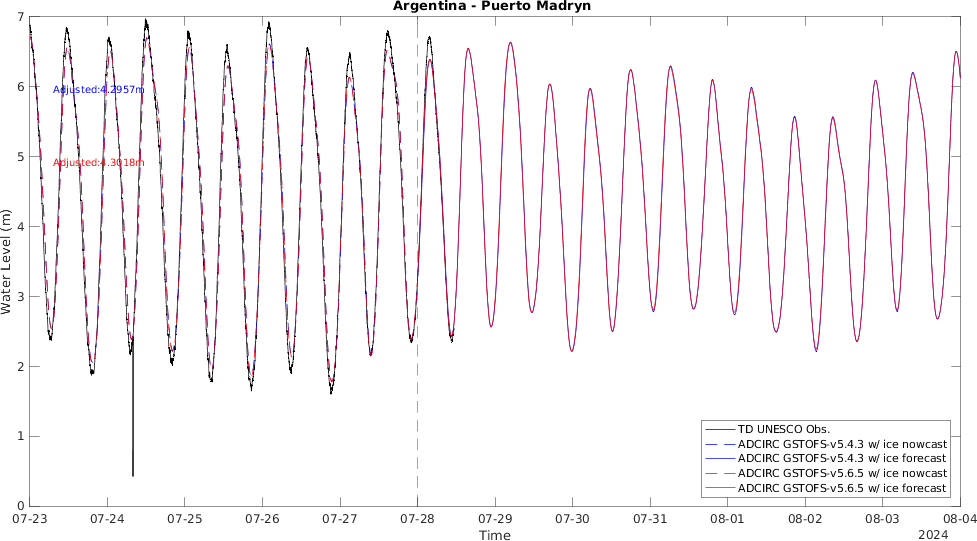 Argentina - Puerto Madryn
7
6
5
4
3
2
1
0
Water Level (m)
Adjusted:4.2957m
Adjusted:4.3018m
TD UNESCO Obs.
ADCIRC GSTOFS-v5.4.3 w/ ice nowcast
ADCIRC GSTOFS-v5.4.3 w/ ice forecast
ADCIRC GSTOFS-v5.6.5 w/ ice nowcast
ADCIRC GSTOFS-v5.6.5 w/ ice forecast
07-23 07-24 07-25 07-26 07-27 07-28 07-29 07-30 07-31 08-01 08-02 08-03 08-04
Time
2024